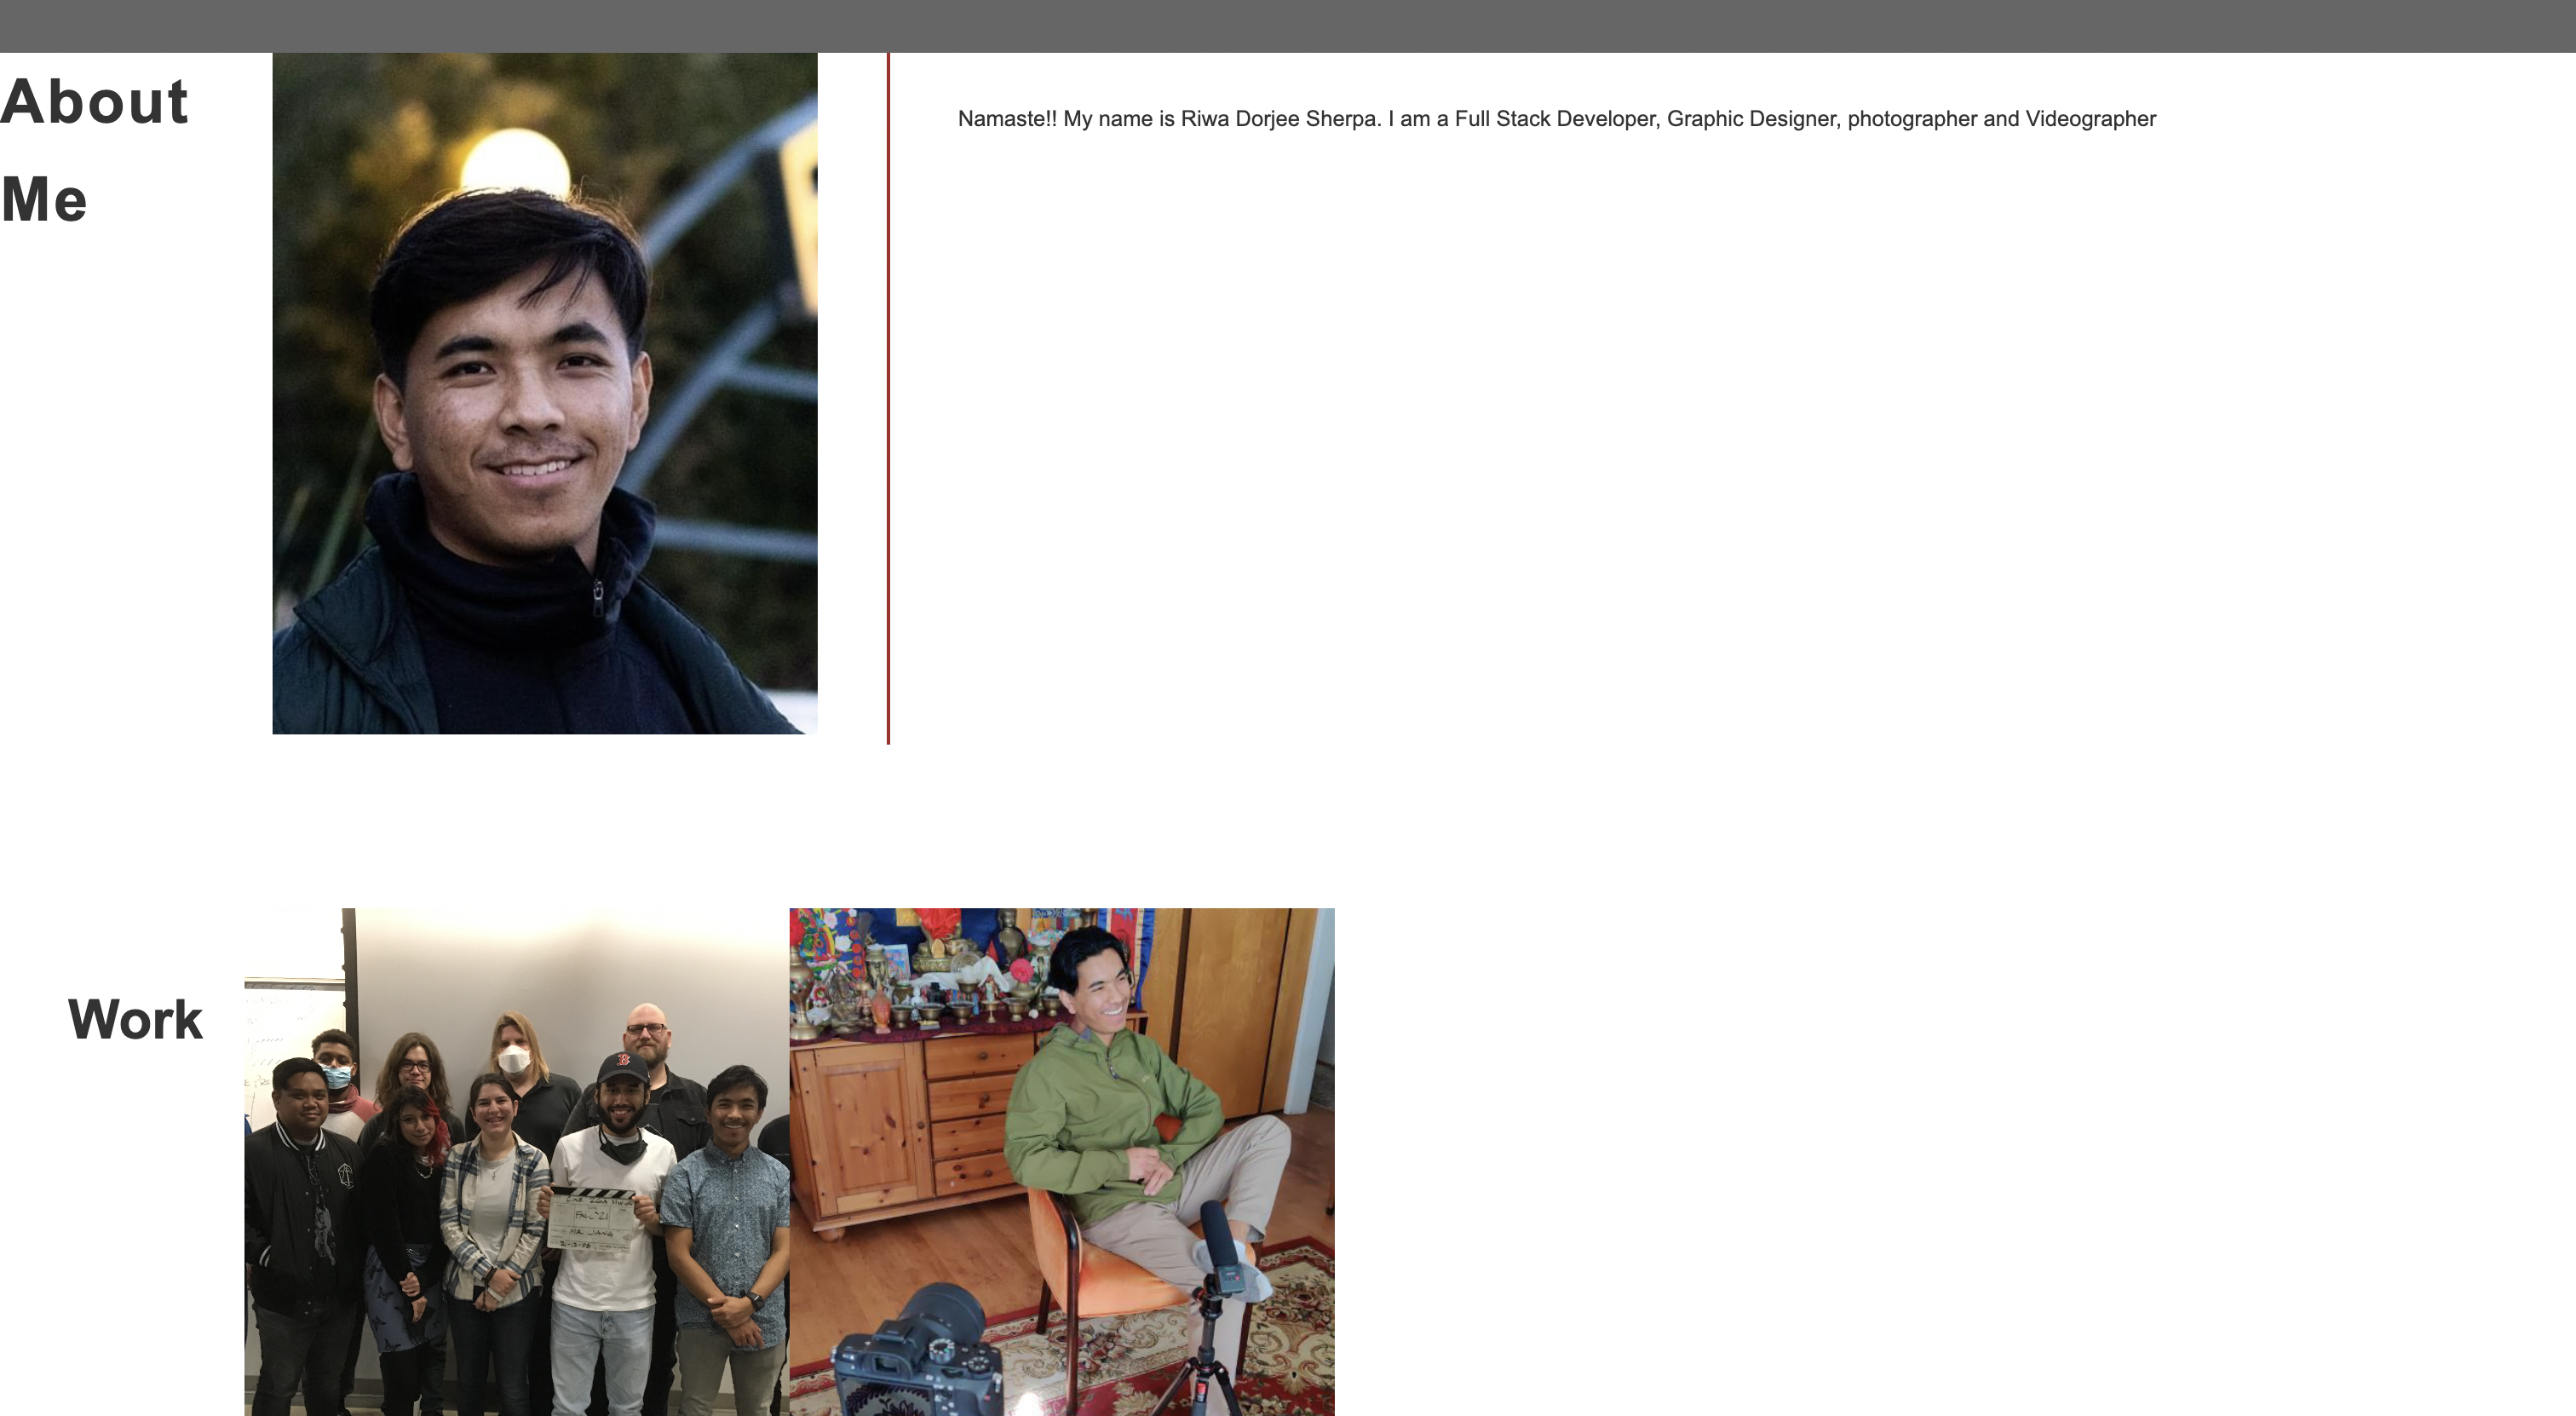 About
Me
Namaste!! My name is Riwa Dorjee Sherpa. I am a Full Stack Developer, Graphic Designer, photographer and Videographer
Work
B